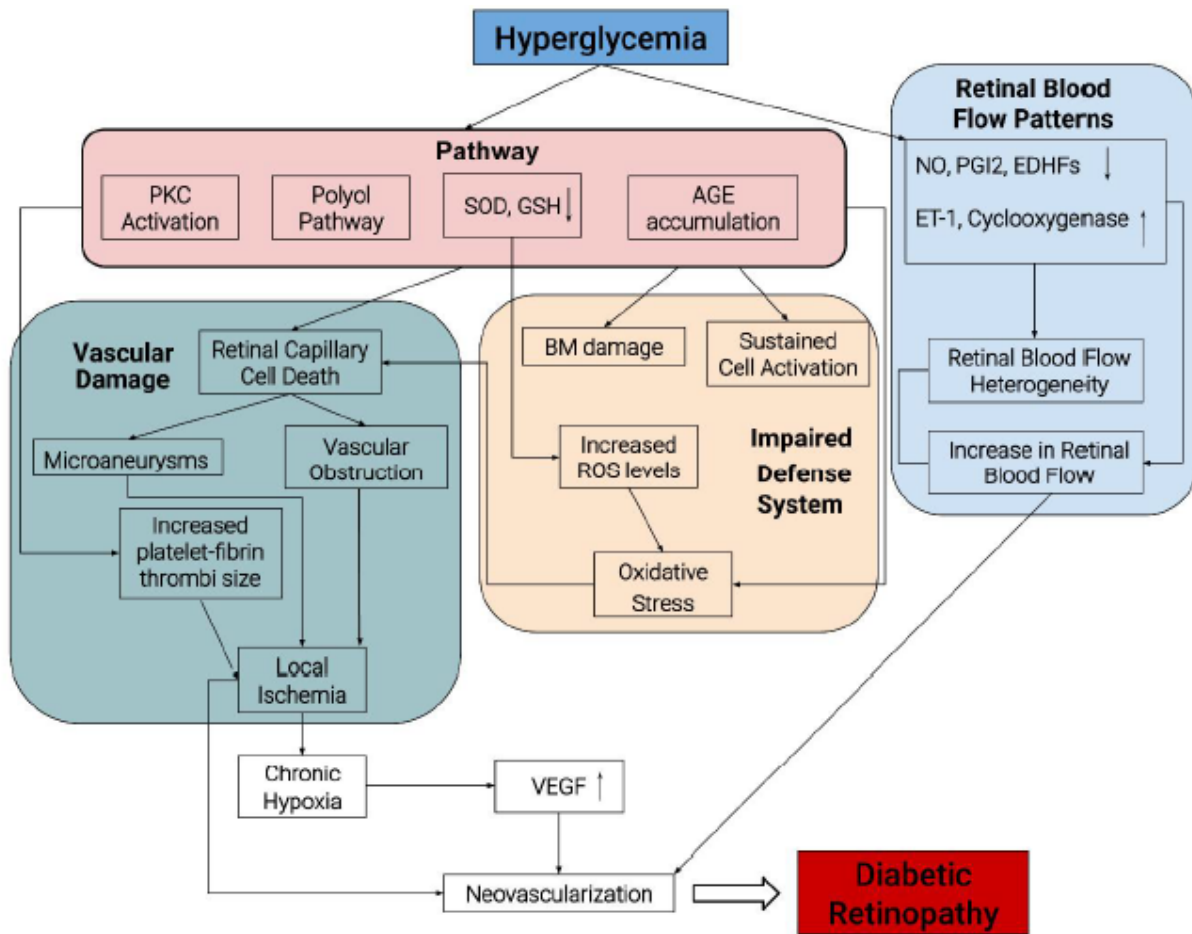 Hyperglycemia
Pathway
PKC
Activation
Polyol
Pathway
SOD, GSH↓
AGE
accumulation
Retinal Blood
Flow Patterns
NO, PGI2, EDHFs ↓
ET-1, Cyclooxygenase ↑
Retinal Blood Flow
Heterogeneity
Increase in Retinal
Blood Flow
Vascular
Damage
Retinal Capillary
Cell Death
Microaneurysms
Vascular
Obstruction
Increased
platelet-fibrin
thrombi size
Local
Ischemia
BM damage
Sustained
Cell Activation
Increased
ROS levels
Impaired
Defense
System
Oxidative
Stress
Chronic
Hypoxia
VEGF ↑
Neovascularization
Diabetic
Retinopathy